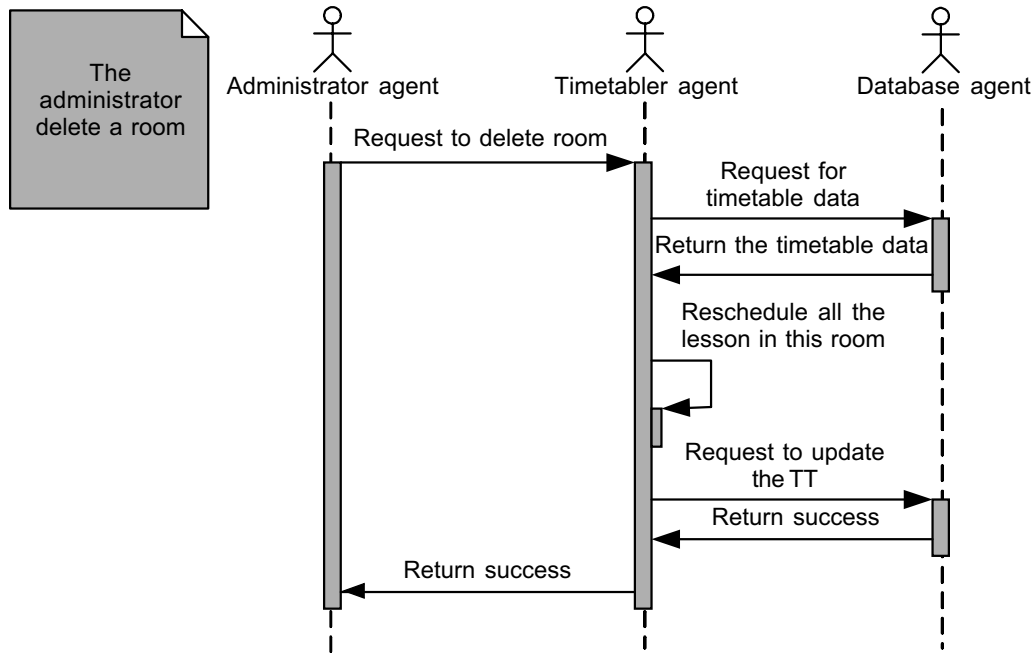 The
administrator
delete a room
Administrator agent
Timetabler agent
Database agent
Request to delete room
Request for
timetable data
Return the timetable data
Reschedule all the
lesson in this room
Request to update
the TT
Return success
Return success